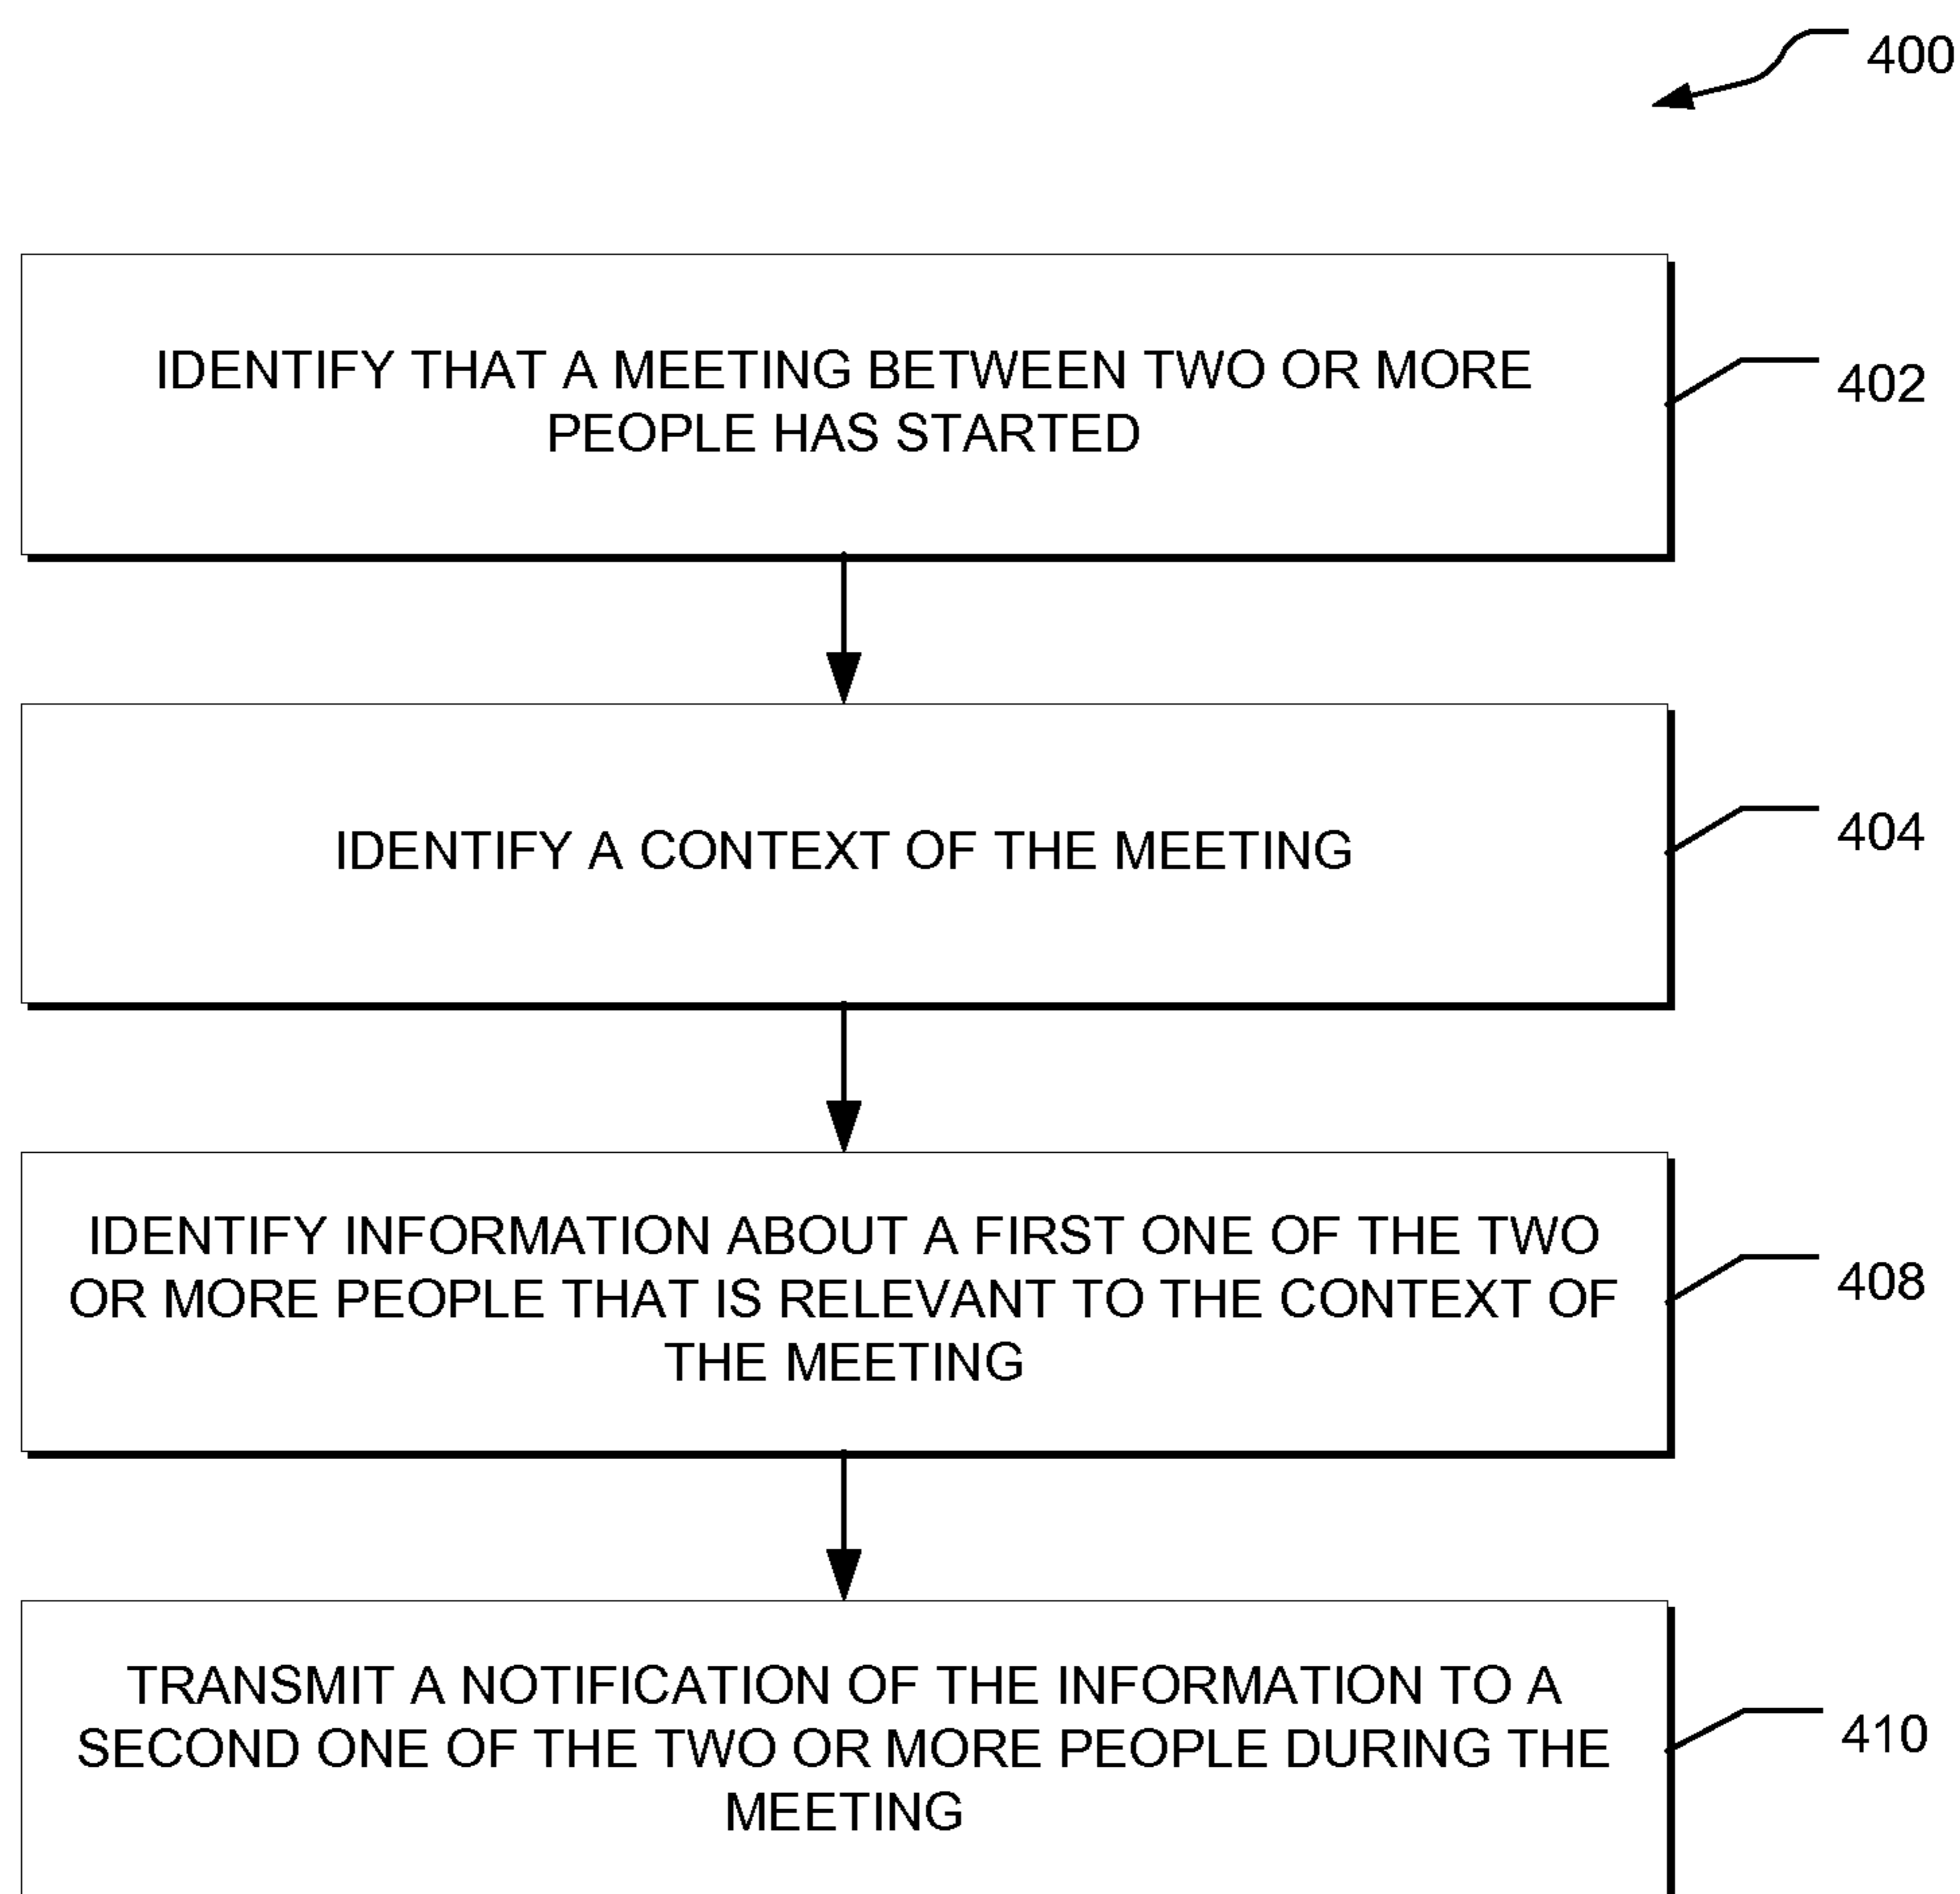 400
IDENTIFY THAT A MEETING BETWEEN TWO OR MORE
PEOPLE HAS STARTED
402
IDENTIFY A CONTEXT OF THE MEETING
404
IDENTIFY INFORMATION ABOUT A FIRST ONE OF THE TWO
OR MORE PEOPLE THAT IS RELEVANT TO THE CONTEXT OF
THE MEETING
408
TRANSMIT A NOTIFICATION OF THE INFORMATION TO A
SECOND ONE OF THE TWO OR MORE PEOPLE DURING THE
MEETING
410